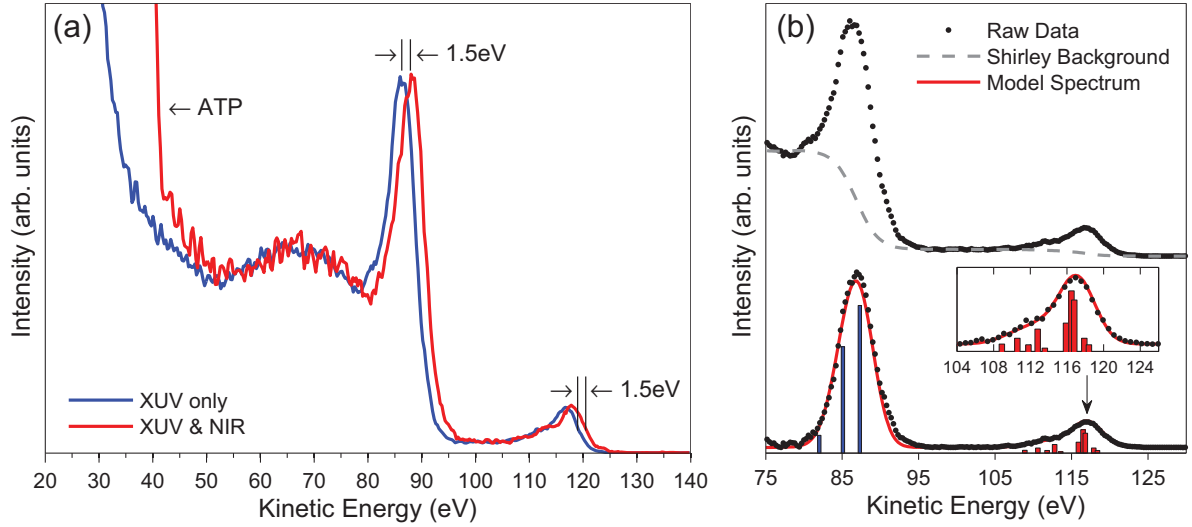 (a)
1.5eV
← ATP
1.5eV
XUV only
XUV & NIR
Intensity (arb. units)
20 30 40 50 60 70 80 90 100 110 120 130 140
Kinetic Energy (eV)
(b)
Raw Data
Shirley Background
Model Spectrum
Intensity (arb. units)
104 108 112 116 120 124
75 85 95 105 115 125
Kinetic Energy (eV)